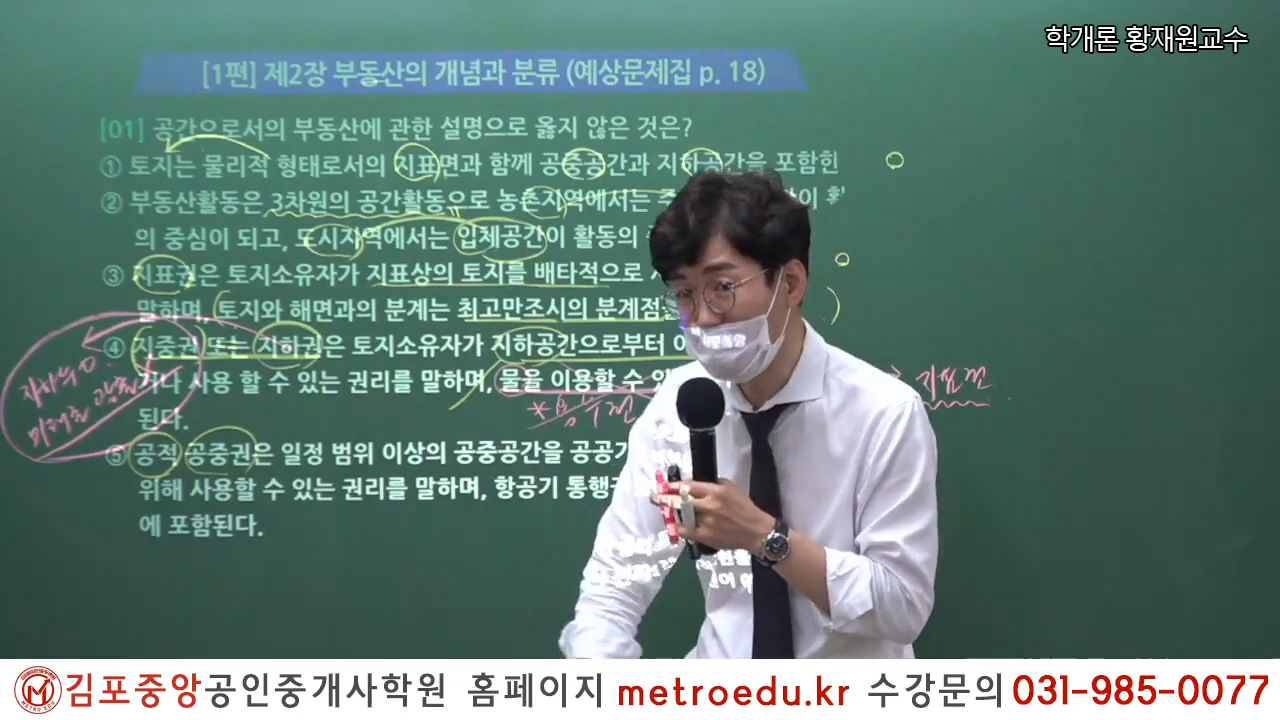 학개론 황재원교수
[1편] 제2장 부동산의 개념과 분류 (예상문제집 p. 18)
[01] 공간으로서의 부동산에 관한 설명으로 옳지 않은 것은?
① 토지는 물리적 형태로서의 지표면과 함께 공중공간과 지하공간을 포함한
② 부동산활동은 3차원의 공간활동으로 농촌지역에서는
의 중심이 되고, 도시지역에서는 입체공간이 활동의
③ 지표권은 토지소유자가 지표상의 토지를 배타적으로
말하며, 토지와 해면과의 분계는 최고만조시의 분계점을
④ 지중권 또는 지하권은 토지소유자가 지하공간으로부터
거나 사용 할 수 있는 권리를 말하며, 물을 이용할 수
지표권
*용수권
된다.
⑤ 공적 공중권은 일정 범위 이상의 공중공간을 공공기
위해 사용할 수 있는 권리를 말하며, 항공기 통행권
에 포함된다.
METRO EDU
김포중앙공인중개사학원 홈페이지 metroedu.kr 수강문의 031-985-0077